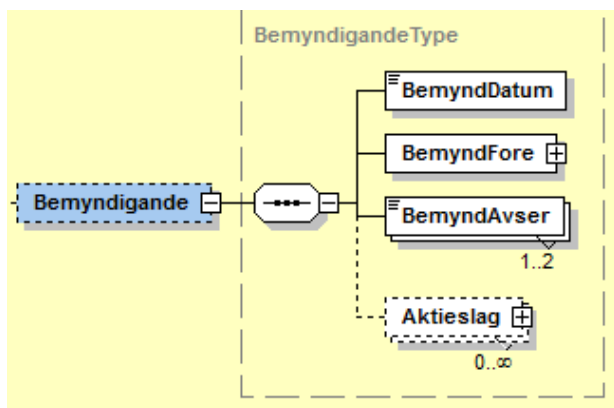 BemyndigandeType
BemyndDatum
BemyndFore
Bemyndigande
BemyndAvser
1..2
Aktieslag
0..∞